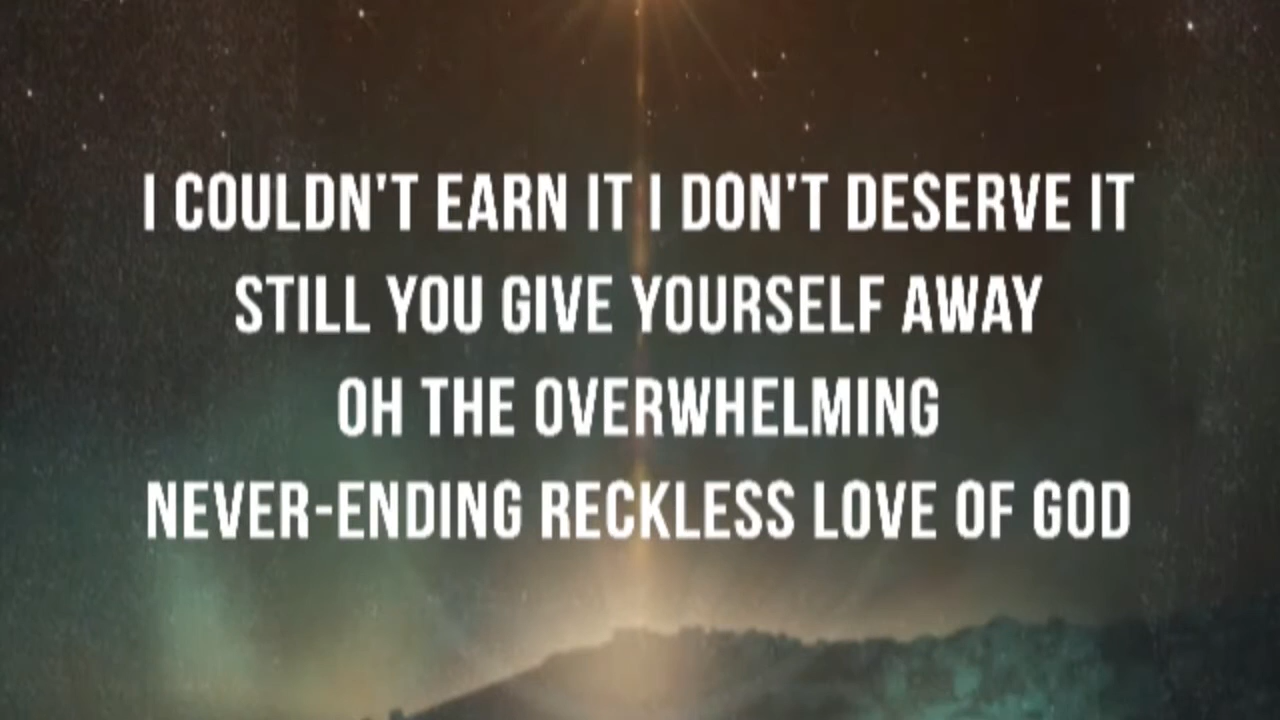 I COULDN'T EARN IT I DON'T DESERVE IT
STILL YOU GIVE YOURSELF AWAY
OH THE OVERWHELMING
NEVER-ENDING RECKLESS LOVE OF GOD